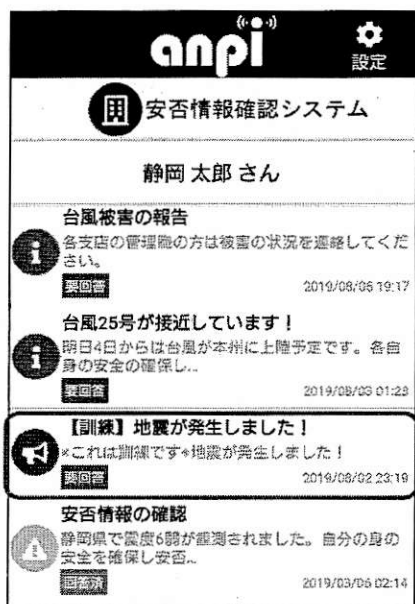 anpi
設定
安否情報確認システム
静岡 太郎 さん
台風被害の報告
各支店の管理職の方は被害の状況を連絡してくだ
さい。
要回答
2019/08/06 19:17
台風25号が接近しています！
明日4日からは台風が本州に上陸予定です。各自
身の安全の確保し...
要回答
2019/08/03 01:23
【訓練】地震が発生しました！
*これは訓練です*地震が発生しました！
要回答
2019/08/02 23:19
安否情報の確認
静岡県で震度6弱が観測されました。自分の身の
安全を確保し安否...
回答済
2019/03/06 02:14